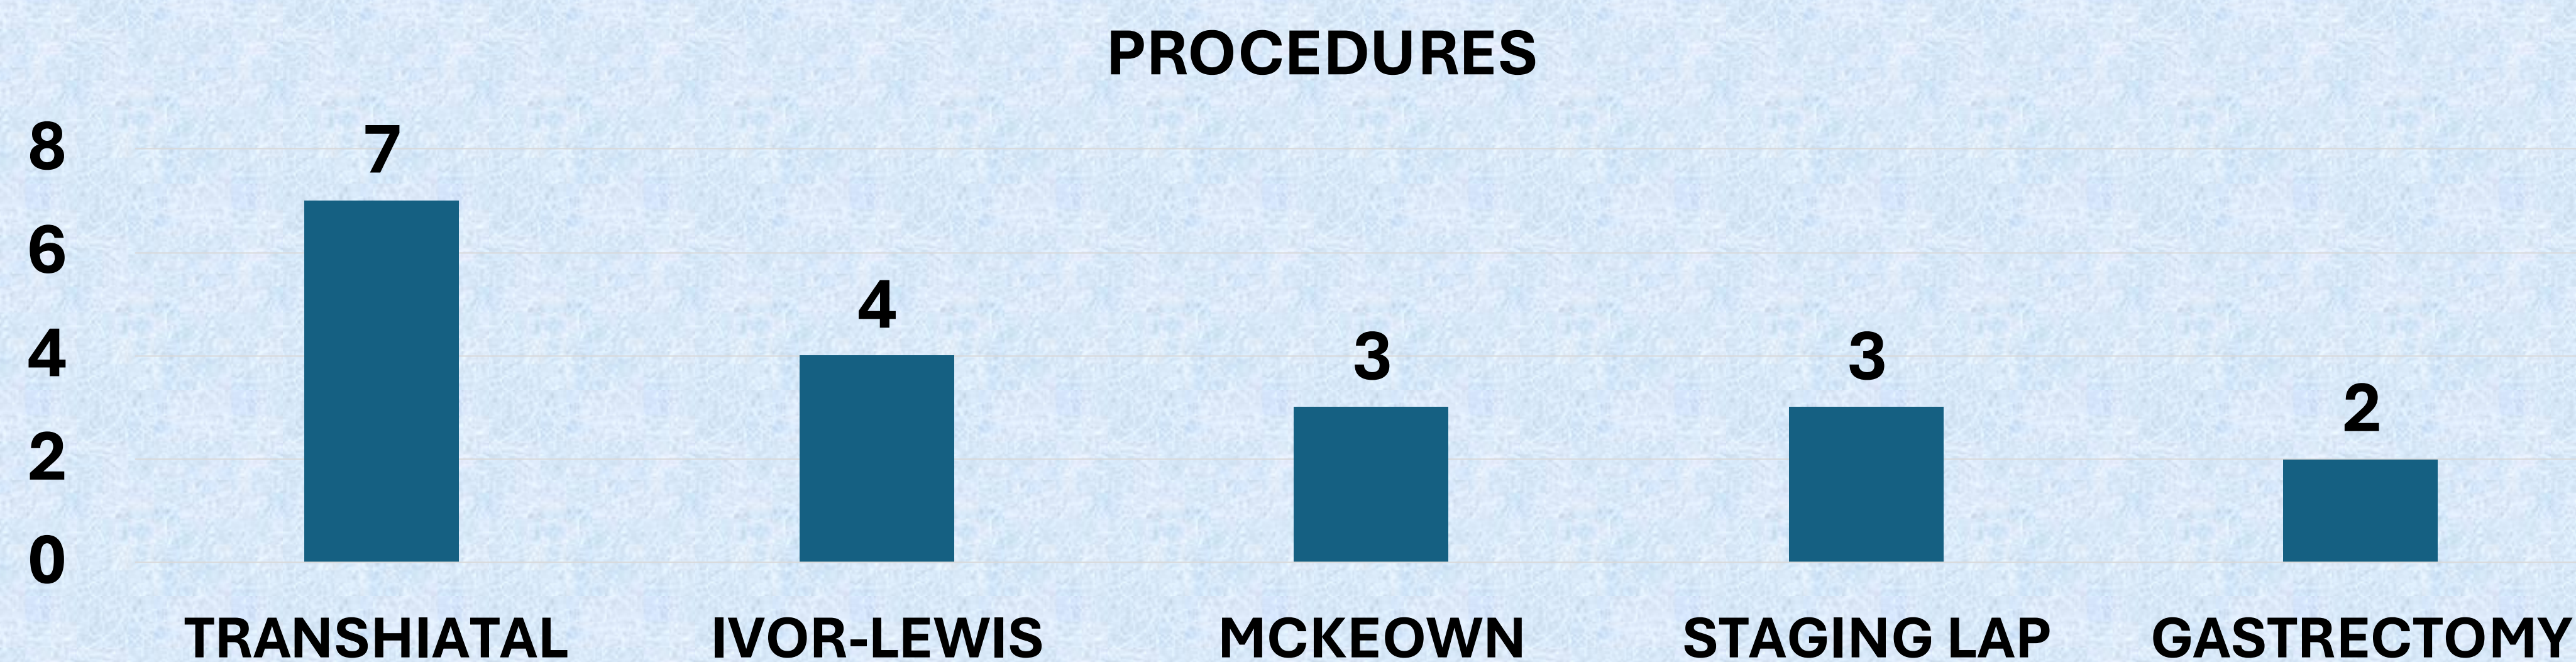 PROCEDURES
8
6
4
2
0
7
4
3
3
2
TRANSHIATAL
IVOR-LEWIS
MCKEOWN
STAGING LAP
GASTRECTOMY